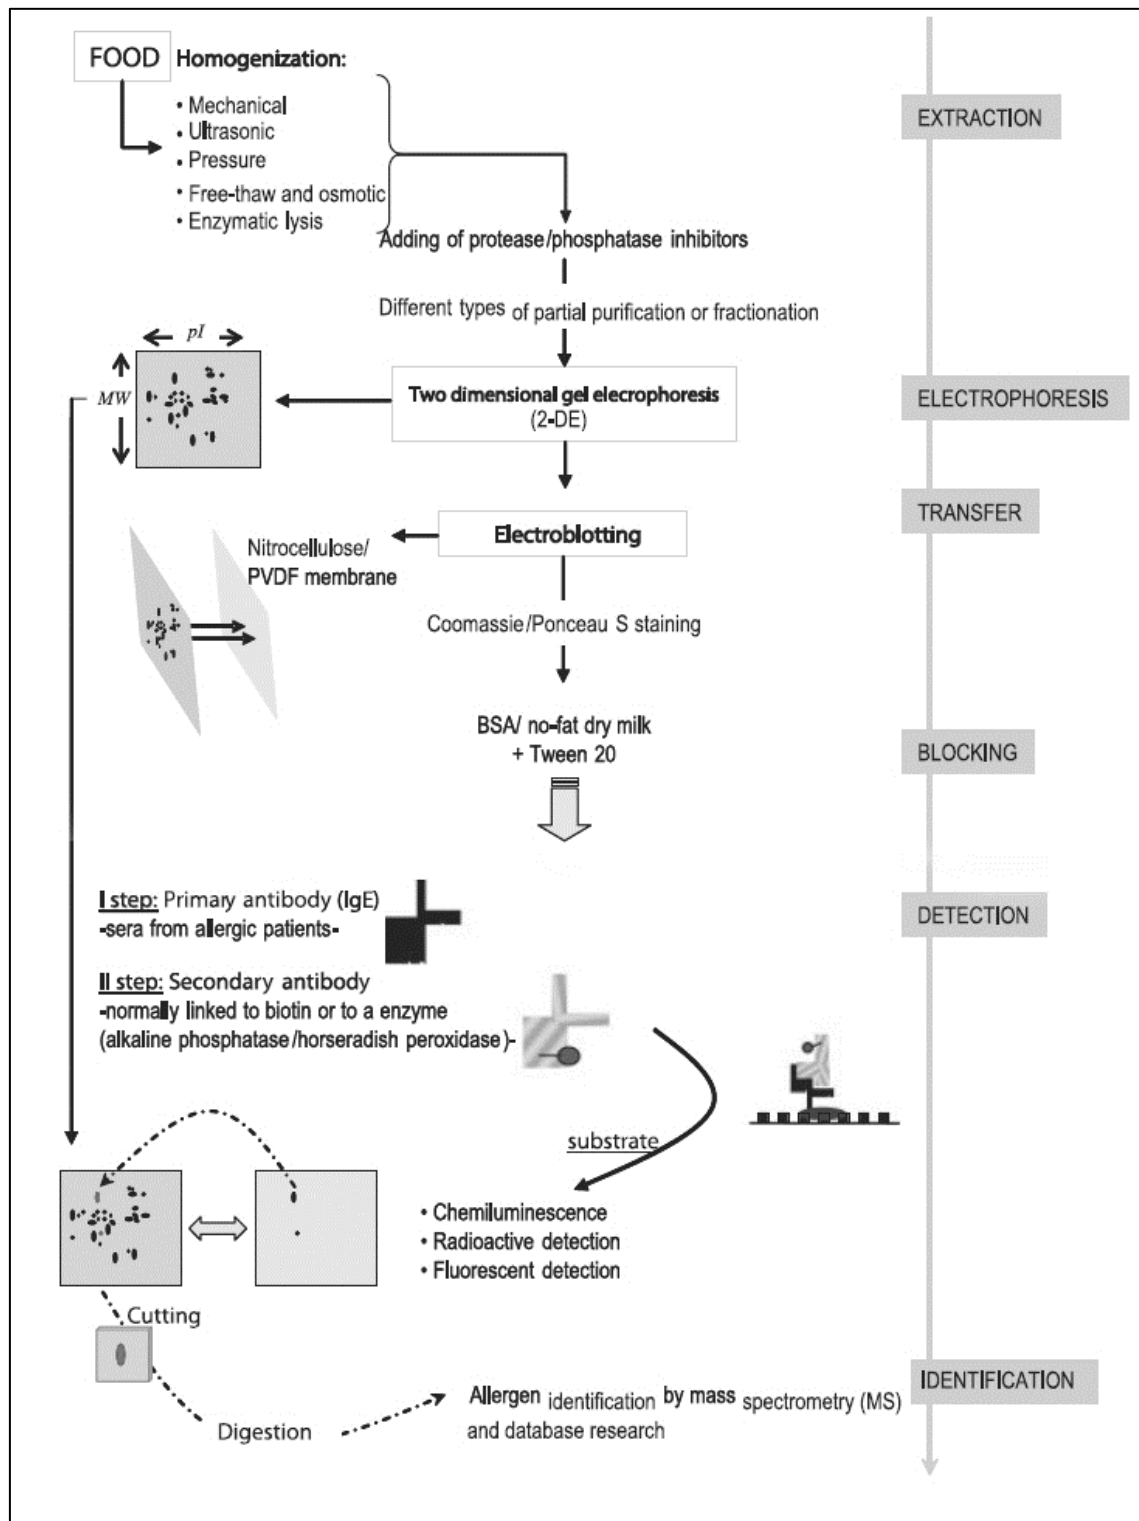 FOOD
Homogenization:
• Mechanical
• Ultrasonic
• Pressure
• Free-thaw and osmotic
• Enzymatic lysis
EXTRACTION
Adding of protease/phosphatase inhibitors
Different types of partial purification or fractionation
pI
MW
Two dimensional gel elecrophoresis
(2-DE)
ELECTROPHORESIS
TRANSFER
Electroblotting
Nitrocellulose/
PVDF membrane
Coomassie/Ponceau S staining
BSA/ no-fat dry milk
+ Tween 20
BLOCKING
I step: Primary antibody (IgE)
-sera from allergic patients-
DETECTION
II step: Secondary antibody
-normally linked to biotin or to a enzyme
(alkaline phosphatase/horseradish peroxidase)-
substrate
• Chemiluminescence
• Radioactive detection
• Fluorescent detection
Cutting
Digestion
Allergen identification by mass spectrometry (MS)
and database research
IDENTIFICATION